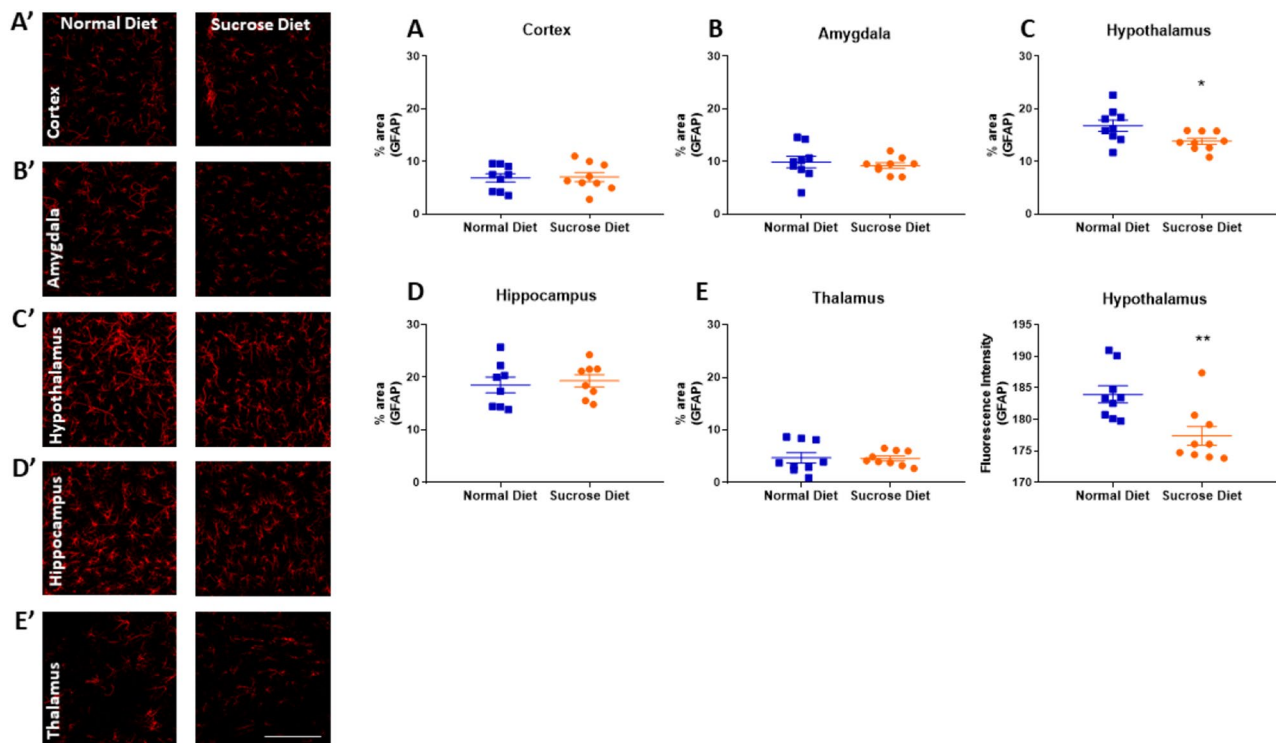 A’
Normal Diet
Sucrose Diet
Cortex
B’
Amygdala
C’
Hypothalamus
D’
Hippocampus
E’
Thalamus
A
Cortex
% area
(GFAP)
30
20
10
0
Normal Diet
Sucrose Diet
B
Amygdala
% area
(GFAP)
30
20
10
0
Normal Diet
Sucrose Diet
C
Hypothalamus
% area
(GFAP)
30
20
10
0
*
Normal Diet
Sucrose Diet
D
Hippocampus
% area
(GFAP)
30
20
10
0
Normal Diet
Sucrose Diet
E
Thalamus
% area
(GFAP)
30
20
10
0
Normal Diet
Sucrose Diet
Hypothalamus
Fluorescence Intensity
(GFAP)
195
190
185
180
175
170
**
Normal Diet
Sucrose Diet